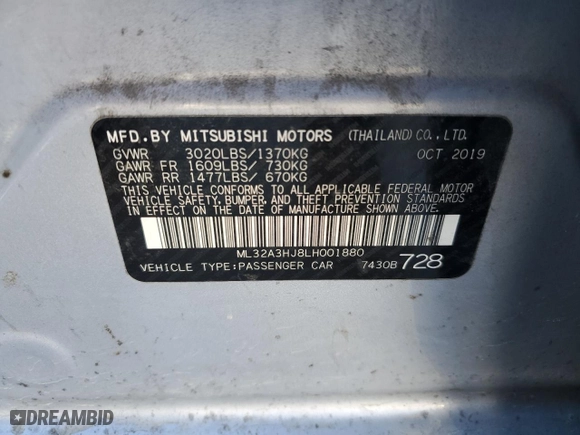 MFD.BY MITSUBISHI MOTORS (THAILAND)CO., LTD.
GVWR 3020LBS/1370KG OCT 2019
GAWR FR 1609LBS/ 730KG
GAWR RR 1477LBS/ 670KG
THIS VEHICLE CONFORMS TO ALL APPLICABLE FEDERAL MOTOR
VEHICLE SAFETY, BUMPER, AND THEFT PREVENTION STANDARDS
IN EFFECT ON THE DATE OF MANUFACTURE SHOWN ABOVE.
ML32A3HJ8LH001880
VEHICLE TYPE:PASSENGER CAR 7430B 728
DREAMBID